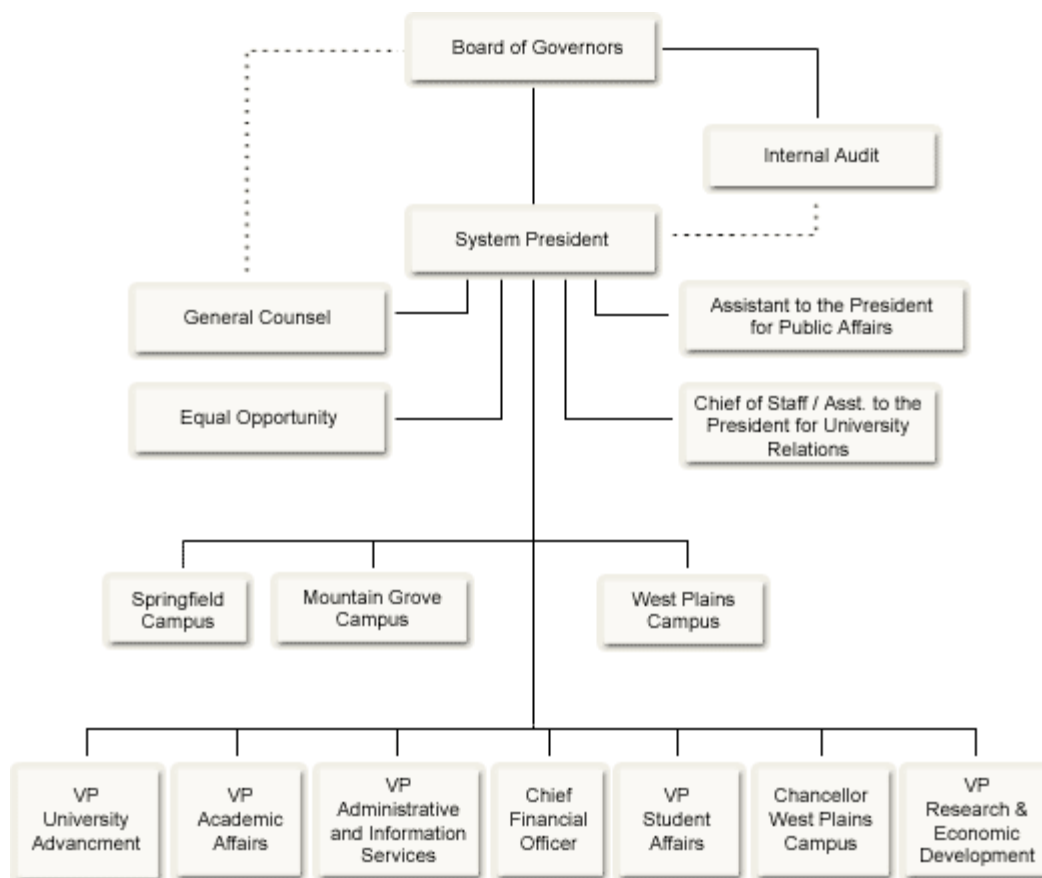 Board of Governors
Internal Audit
System President
General Counsel
Assistant to the President
for Public Affairs
Equal Opportunity
Chief of Staff / Asst. to the
President for University
Relations
Springfield
Campus
Mountain Grove
Campus
West Plains
Campus
VP
University
Advancment
VP
Academic
Affairs
VP
Administrative
and Information
Services
Chief
Financial
Officer
VP
Student
Affairs
Chancellor
West Plains
Campus
VP
Research &
Economic
Development